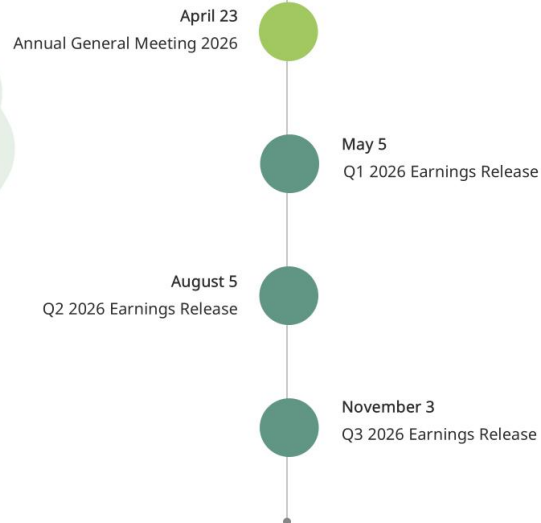 April 23
Annual General Meeting 2026
May 5
Q1 2026 Earnings Release
August 5
Q2 2026 Earnings Release
November 3
Q3 2026 Earnings Release